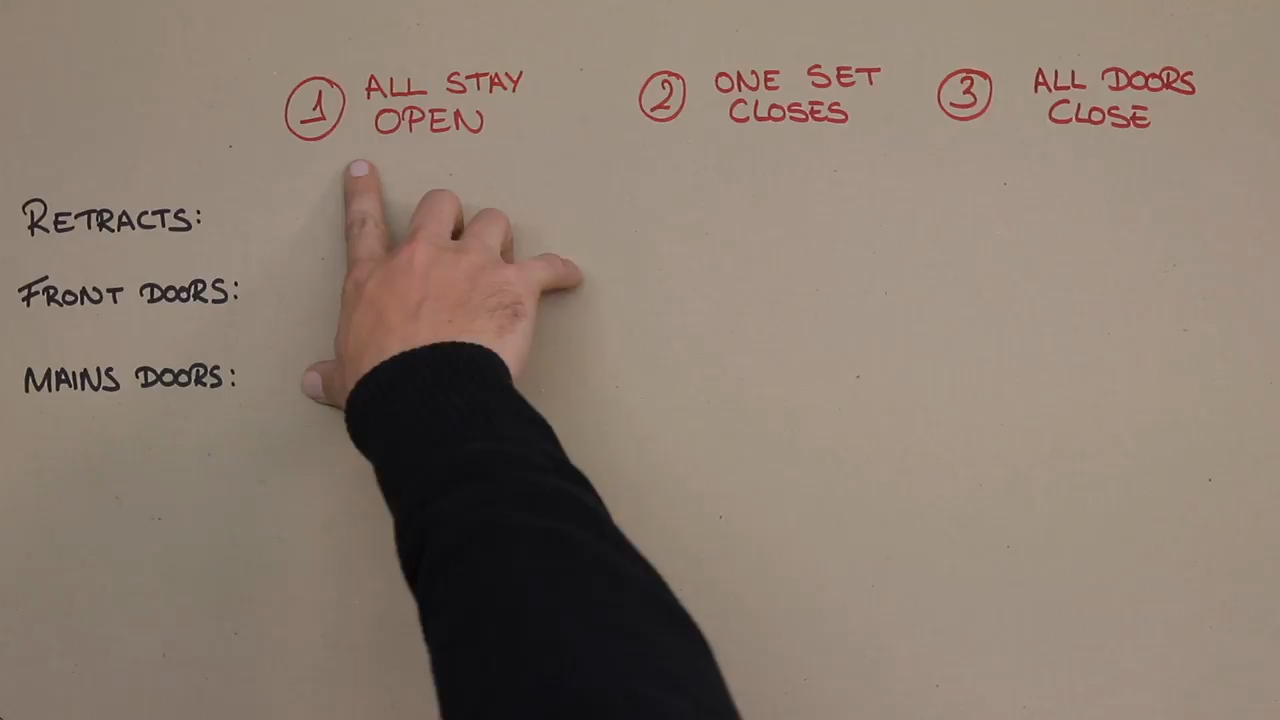 ① ALL STAY
OPEN
② ONE SET
CLOSES
③ ALL DOORS
CLOSE
RETRACTS:
FRONT DOORS:
MAINS DOORS: